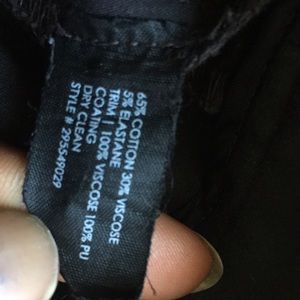 65% COTTON 30% VISCOSE
5% ELASTANE
TRIM | 100% VISCOSE 100% PU
COATING
DRY CLEAN
STYLE # 295549029